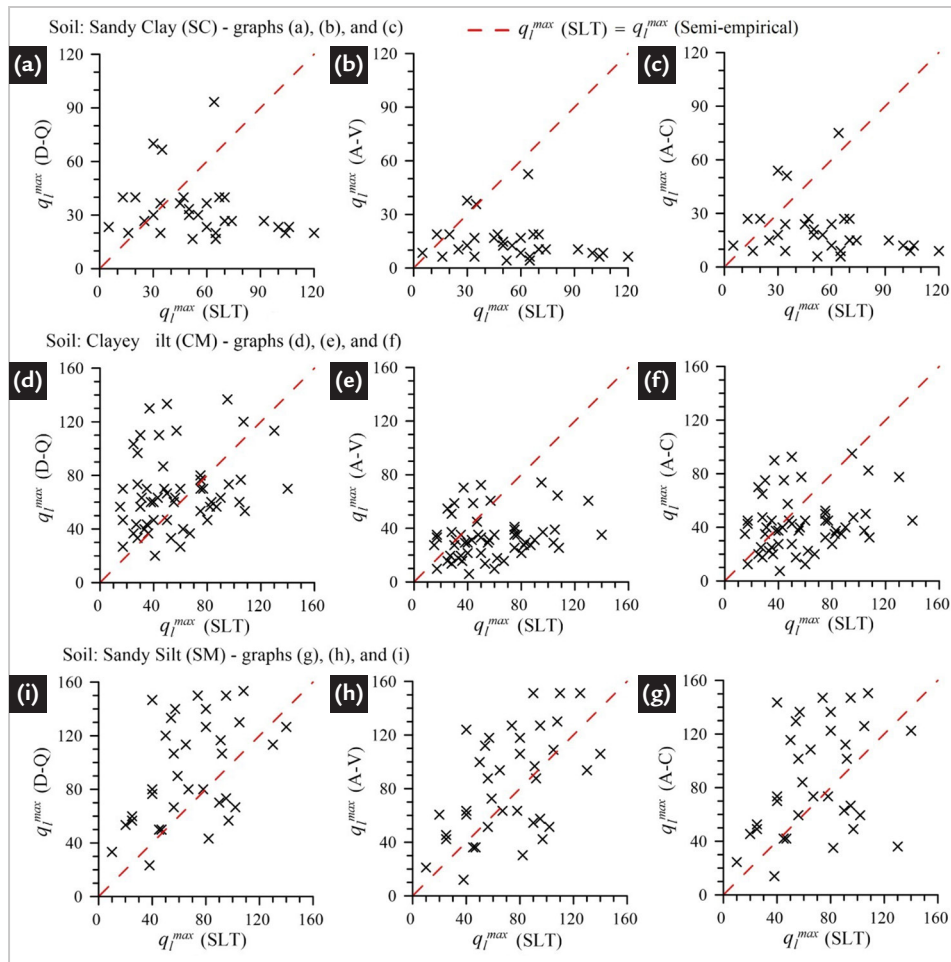 Soil: Sandy Clay (SC) - graphs (a), (b), and (c)
q_l^max (SLT) = q_l^max (Semi-empirical)
(a)
120
90
60
30
0
q_l^max (D-Q)
0 30 60 90 120
q_l^max (SLT)
(b)
120
90
60
30
0
q_l^max (A-V)
0 30 60 90 120
q_l^max (SLT)
(c)
120
90
60
30
0
q_l^max (A-C)
0 30 60 90 120
q_l^max (SLT)
Soil: Clayey ilt (CM) - graphs (d), (e), and (f)
(d)
160
120
80
40
0
q_l^max (D-Q)
0 40 80 120 160
q_l^max (SLT)
(e)
160
120
80
40
0
q_l^max (A-V)
0 40 80 120 160
q_l^max (SLT)
(f)
160
120
80
40
0
q_l^max (A-C)
0 40 80 120 160
q_l^max (SLT)
Soil: Sandy Silt (SM) - graphs (g), (h), and (i)
(i)
160
120
80
40
0
q_l^max (D-Q)
0 40 80 120 160
q_l^max (SLT)
(h)
160
120
80
40
0
q_l^max (A-V)
0 40 80 120 160
q_l^max (SLT)
(g)
160
120
80
40
0
q_l^max (A-C)
0 40 80 120 160
q_l^max (SLT)